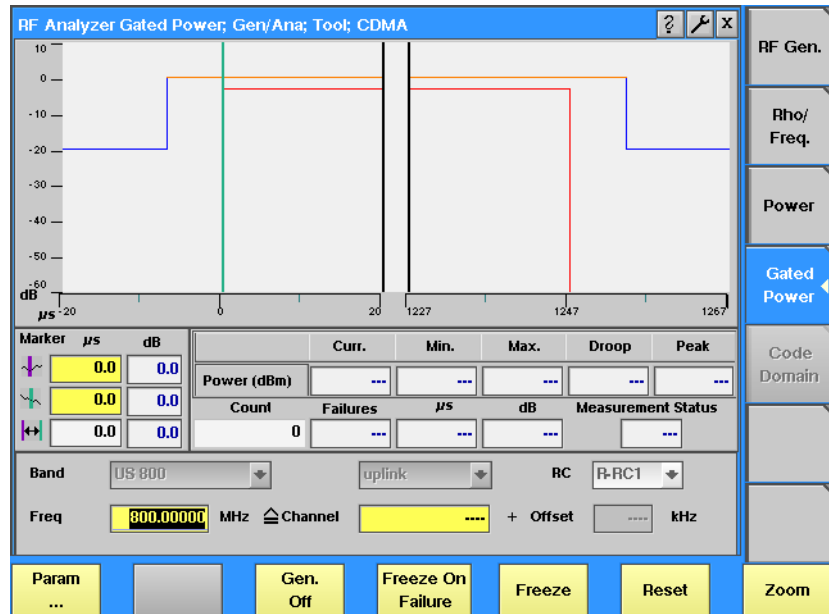 RF Analyzer Gated Power; Gen/Ana; Tool; CDMA
? x
RF Gen.
Rho/
Freq.
Power
Gated
Power
Code
Domain
10
0
-10
-20
-30
-40
-50
-60
dB
µs -20 0 20 1227 1247 1267
Marker µs dB
0.0 0.0
0.0 0.0
0.0 0.0
Curr. Min. Max. Droop Peak
Power (dBm) --- --- --- --- ---
Count Failures µs dB Measurement Status
0 --- --- --- ---
Band US 800 uplink RC R-RC1
Freq 800.00000 MHz ≙ Channel ---- + Offset ---- kHz
Param
...
Gen.
Off
Freeze On
Failure
Freeze
Reset
Zoom